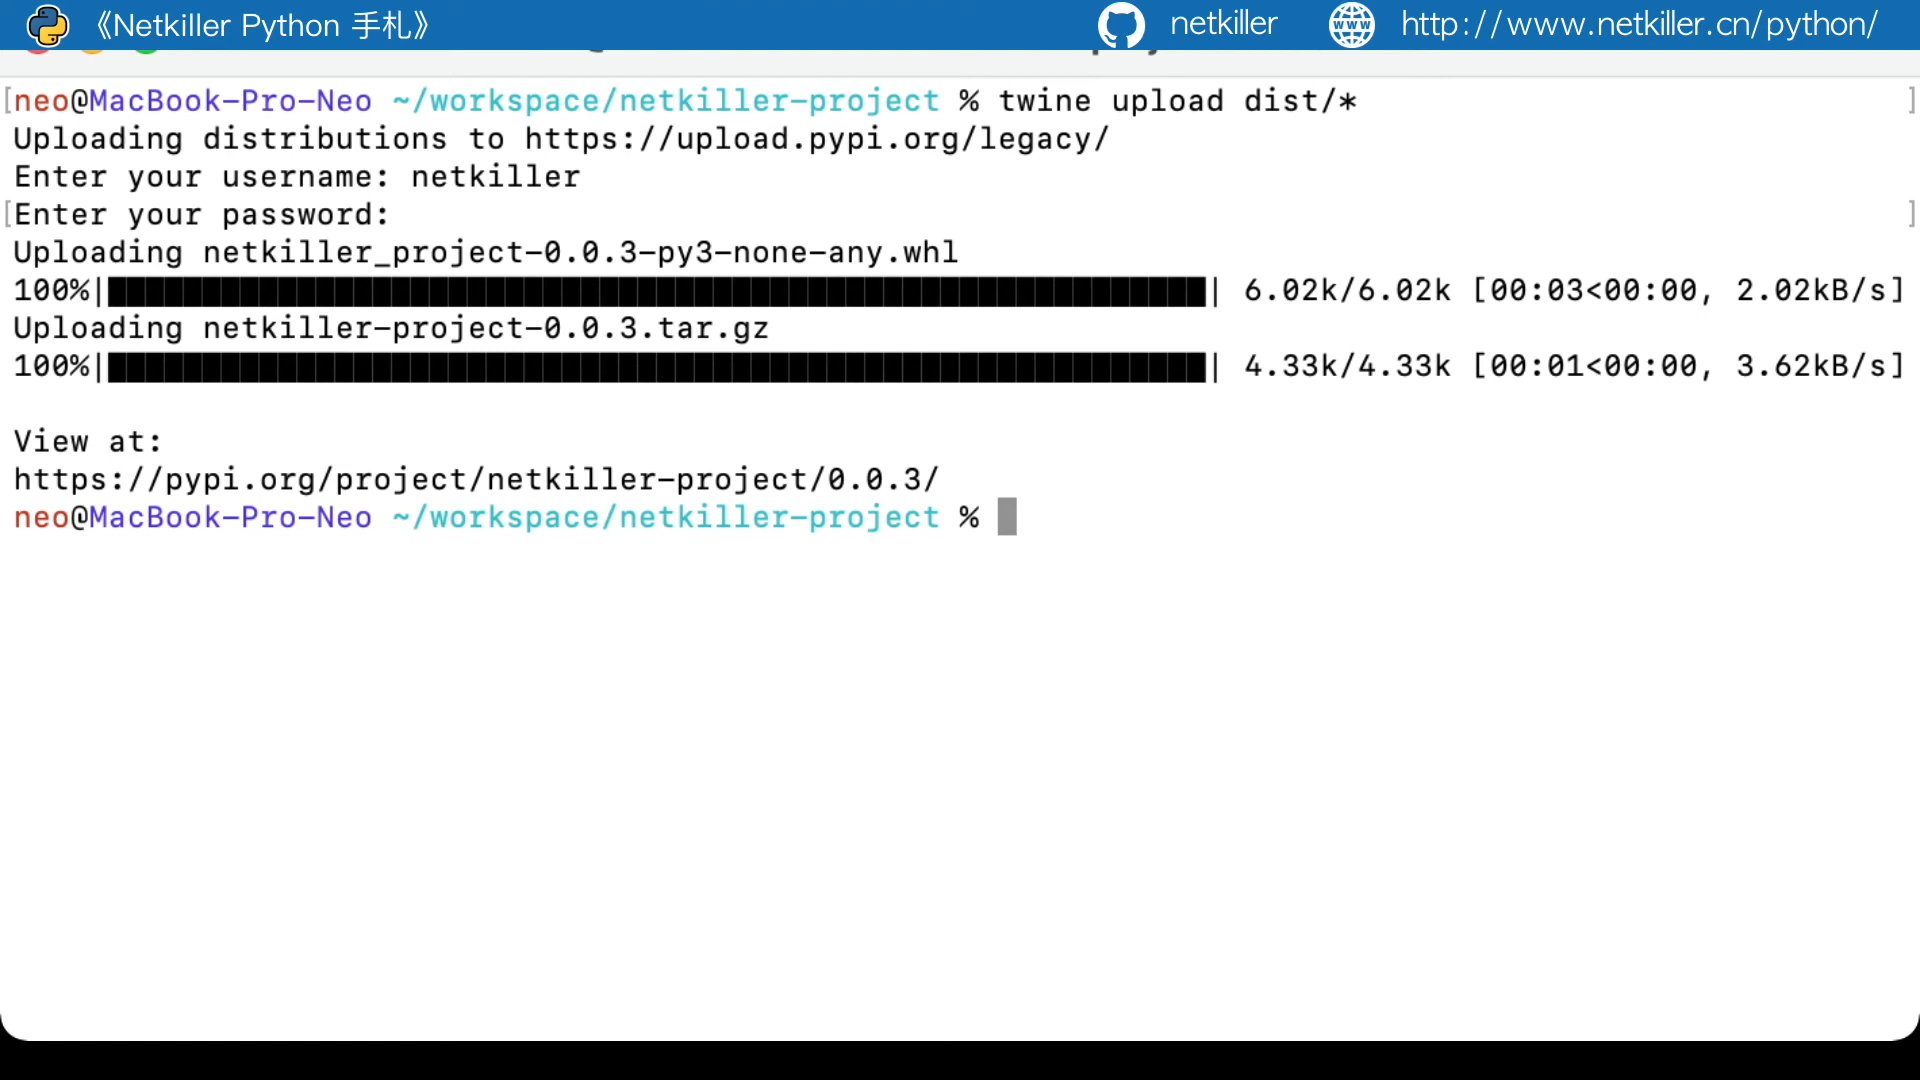 《Netkiller Python 手札》 netkiller http://www.netkiller.cn/python/
[neo@MacBook-Pro-Neo ~/workspace/netkiller-project % twine upload dist/* ]
Uploading distributions to https://upload.pypi.org/legacy/
Enter your username: netkiller
[Enter your password: ]
Uploading netkiller_project-0.0.3-py3-none-any.whl
100%| | 6.02k/6.02k [00:03<00:00, 2.02kB/s]
Uploading netkiller-project-0.0.3.tar.gz
100%| | 4.33k/4.33k [00:01<00:00, 3.62kB/s]
View at:
https://pypi.org/project/netkiller-project/0.0.3/
neo@MacBook-Pro-Neo ~/workspace/netkiller-project %